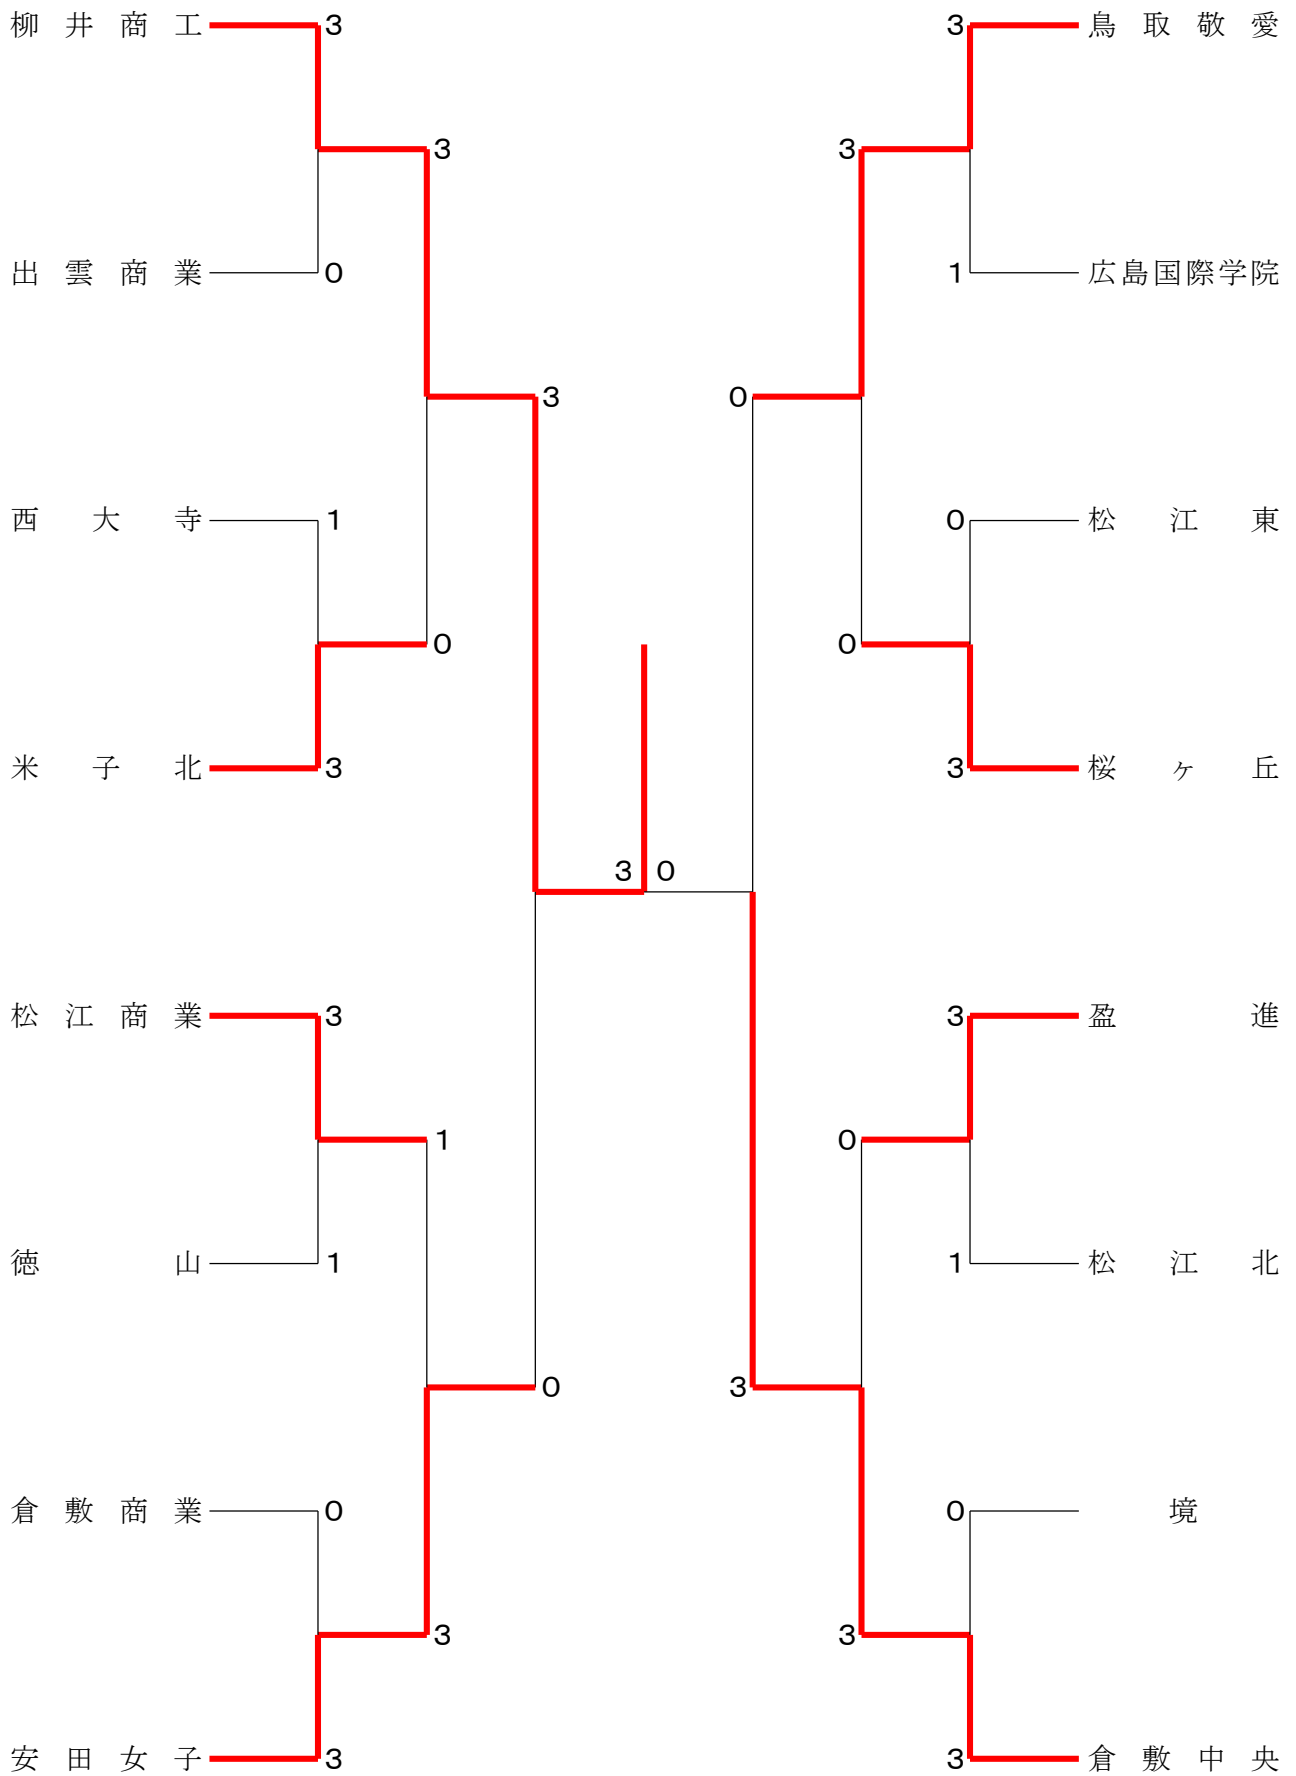 柳井商工 3 3 鳥取敬愛
3 3
出雲商業 0 1 広島国際学院
3 0
西大寺 1 0 松江東
0 0
米子北 3 3 桜ヶ丘
3 0
松江商業 3 3 盈進
1 0
徳山 1 1 松江北
0 3
倉敷商業 0 0 境
3 3
安田女子 3 3 倉敷中央